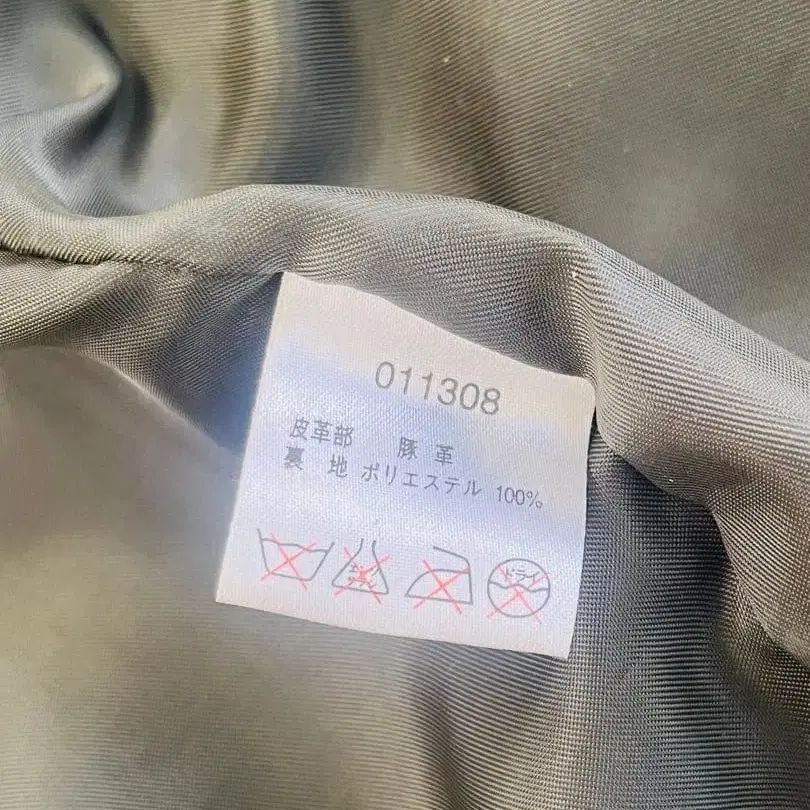 011308
皮革部 豚革
裏地 ポリエステル 100%
ドライ